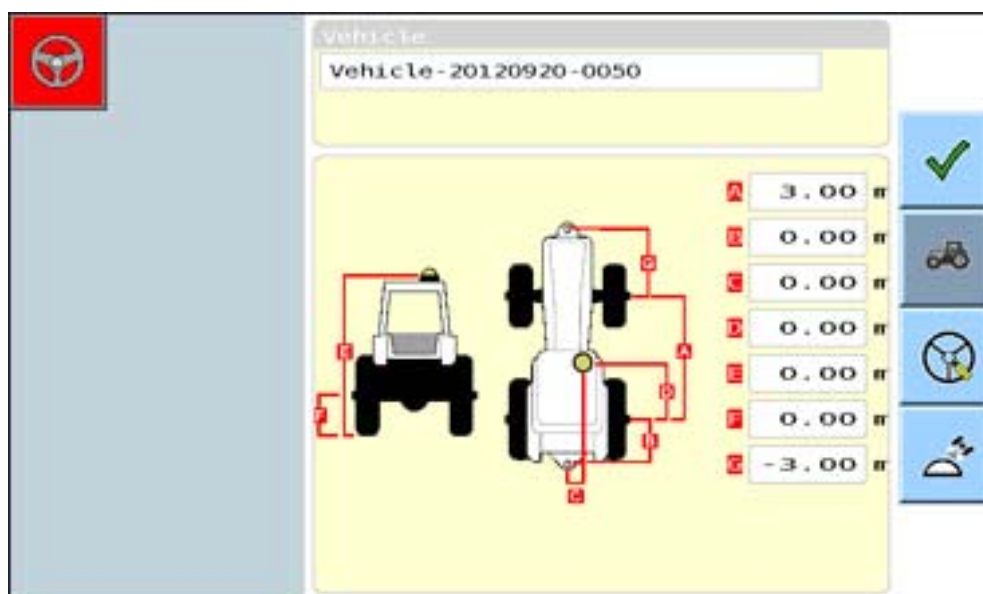 Vehicle
Vehicle-20120920-0050
A 3.00 m
B 0.00 m
C 0.00 m
D 0.00 m
E 0.00 m
F 0.00 m
G -3.00 m
G
E
A
D
F
B
C